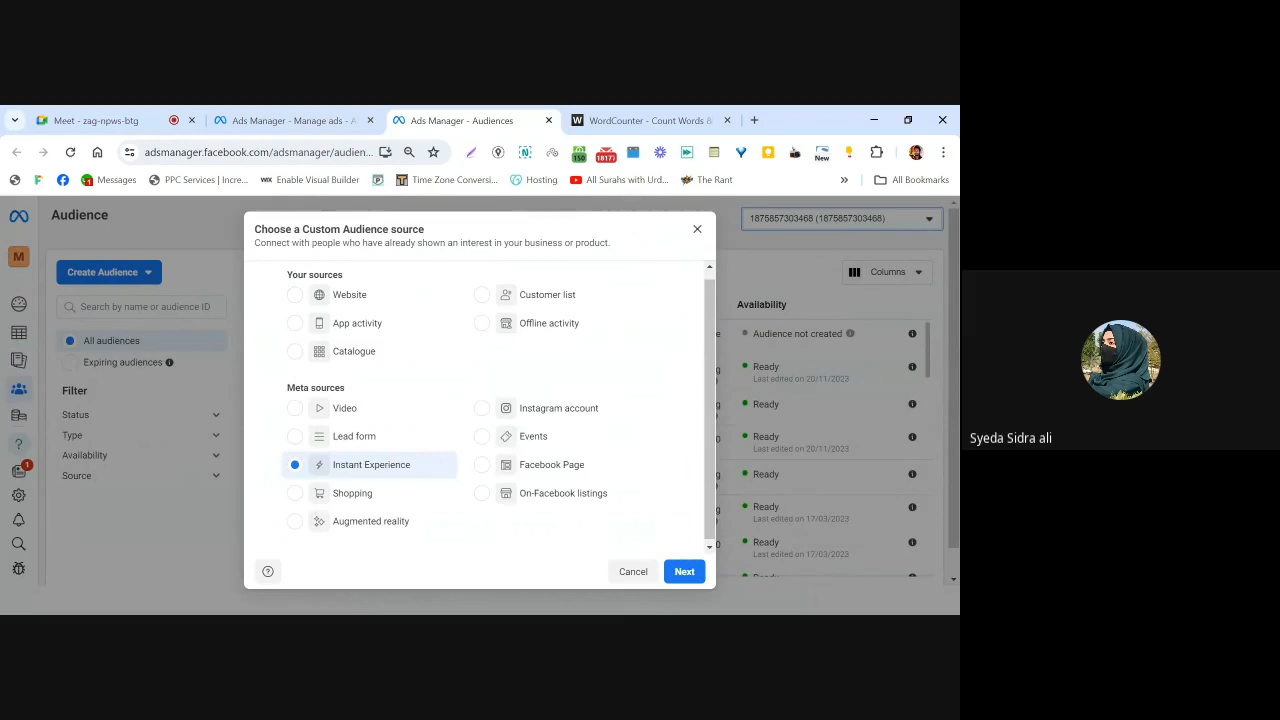 Meet - zag-npws-btg
Ads Manager - Manage ads - A
Ads Manager - Audiences
W
WordCounter - Count Words &
adsmanager.facebook.com/adsmanager/audien...
150
18177
New
1 Messages
PPC Services | Incre...
WIX Enable Visual Builder
Time Zone Conversi...
Hosting
All Surahs with Urd...
The Rant
All Bookmarks
Audience
1875857303468 (1875857303468)
M
Create Audience
Columns
Search by name or audience ID
Availability
All audiences
Expiring audiences
Filter
Status
Type
Availability
Source
1
Choose a Custom Audience source
Connect with people who have already shown an interest in your business or product.
Your sources
Website
Customer list
App activity
Offline activity
Catalogue
Meta sources
Video
Instagram account
Lead form
Events
Instant Experience
Facebook Page
Shopping
On-Facebook listings
Augmented reality
Cancel
Next
Audience not created
Ready
Last edited on 20/11/2023
Ready
Ready
Last edited on 20/11/2023
Ready
Ready
Last edited on 17/03/2023
Ready
Last edited on 17/03/2023
Syeda Sidra ali